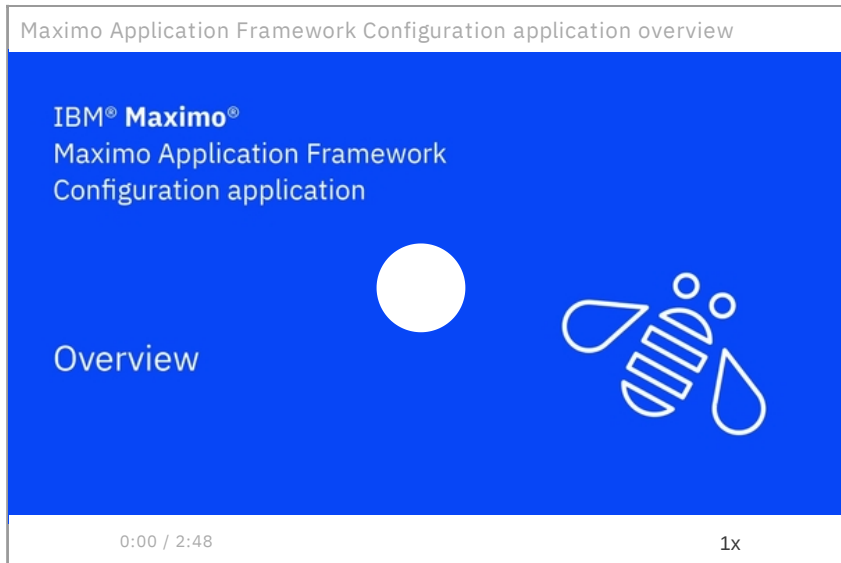 Maximo Application Framework Configuration application overview
IBM® Maximo®
Maximo Application Framework
Configuration application
Overview
0:00 / 2:48
1x